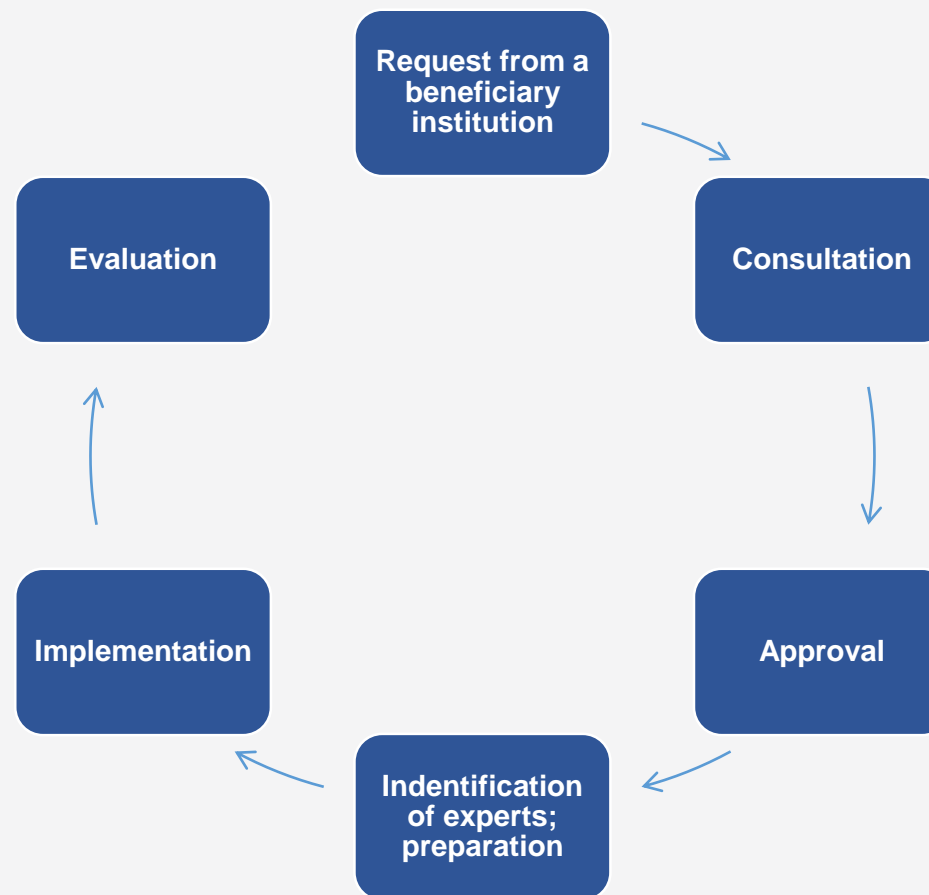 Request from a
beneficiary
institution
Consultation
Approval
Indentification
of experts;
preparation
Implementation
Evaluation